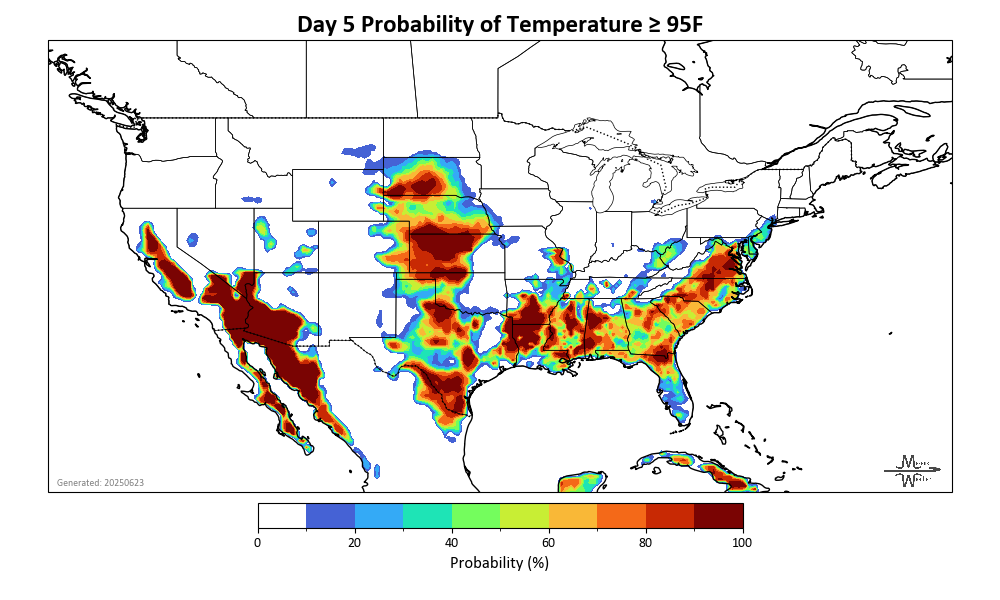 Day 5 Probability of Temperature ≥ 95F
Generated: 20250623
0 20 40 60 80 100
Probability (%)